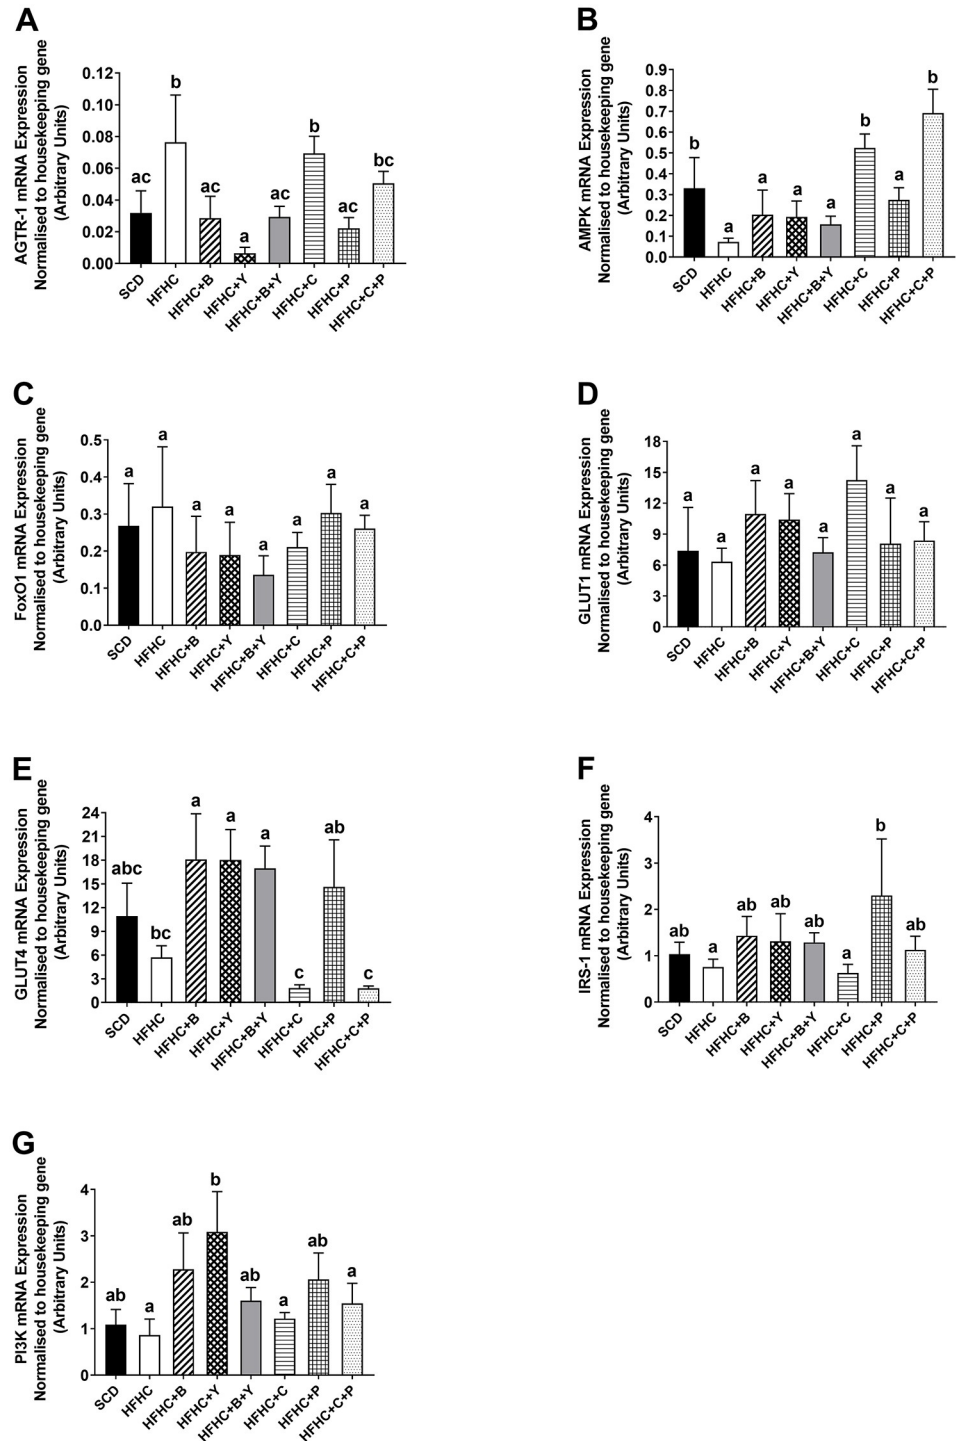 A
AGTR-1 mRNA Expression
Normalised to housekeeping gene
(Arbitrary Units)
0.12
0.10
0.08
0.06
0.04
0.02
0.00
ac
b
ac
a
ac
b
ac
bc
SCD
HFHC
HFHC+B
HFHC+Y
HFHC+B+Y
HFHC+C
HFHC+P
HFHC+C+P
B
AMPK mRNA Expression
Normalised to housekeeping gene
(Arbitrary Units)
0.9
0.8
0.7
0.6
0.5
0.4
0.3
0.2
0.1
0.0
b
a
a
a
a
b
a
b
SCD
HFHC
HFHC+B
HFHC+Y
HFHC+B+Y
HFHC+C
HFHC+P
HFHC+C+P
C
FoxO1 mRNA Expression
Normalised to housekeeping gene
(Arbitrary Units)
0.5
0.4
0.3
0.2
0.1
0.0
a
a
a
a
a
a
a
a
SCD
HFHC
HFHC+B
HFHC+Y
HFHC+B+Y
HFHC+C
HFHC+P
HFHC+C+P
D
GLUT1 mRNA Expression
Normalised to housekeeping gene
(Arbitrary Units)
18
15
12
9
6
3
0
a
a
a
a
a
a
a
a
SCD
HFHC
HFHC+B
HFHC+Y
HFHC+B+Y
HFHC+C
HFHC+P
HFHC+C+P
E
GLUT4 mRNA Expression
Normalised to housekeeping gene
(Arbitrary Units)
24
21
18
15
12
9
6
3
0
abc
bc
a
a
a
c
ab
c
SCD
HFHC
HFHC+B
HFHC+Y
HFHC+B+Y
HFHC+C
HFHC+P
HFHC+C+P
F
IRS-1 mRNA Expression
Normalised to housekeeping gene
(Arbitrary Units)
4
3
2
1
0
ab
a
ab
ab
ab
a
b
ab
SCD
HFHC
HFHC+B
HFHC+Y
HFHC+B+Y
HFHC+C
HFHC+P
HFHC+C+P
G
PI3K mRNA Expression
Normalised to housekeeping gene
(Arbitrary Units)
4
3
2
1
0
ab
a
ab
b
ab
a
ab
a
SCD
HFHC
HFHC+B
HFHC+Y
HFHC+B+Y
HFHC+C
HFHC+P
HFHC+C+P